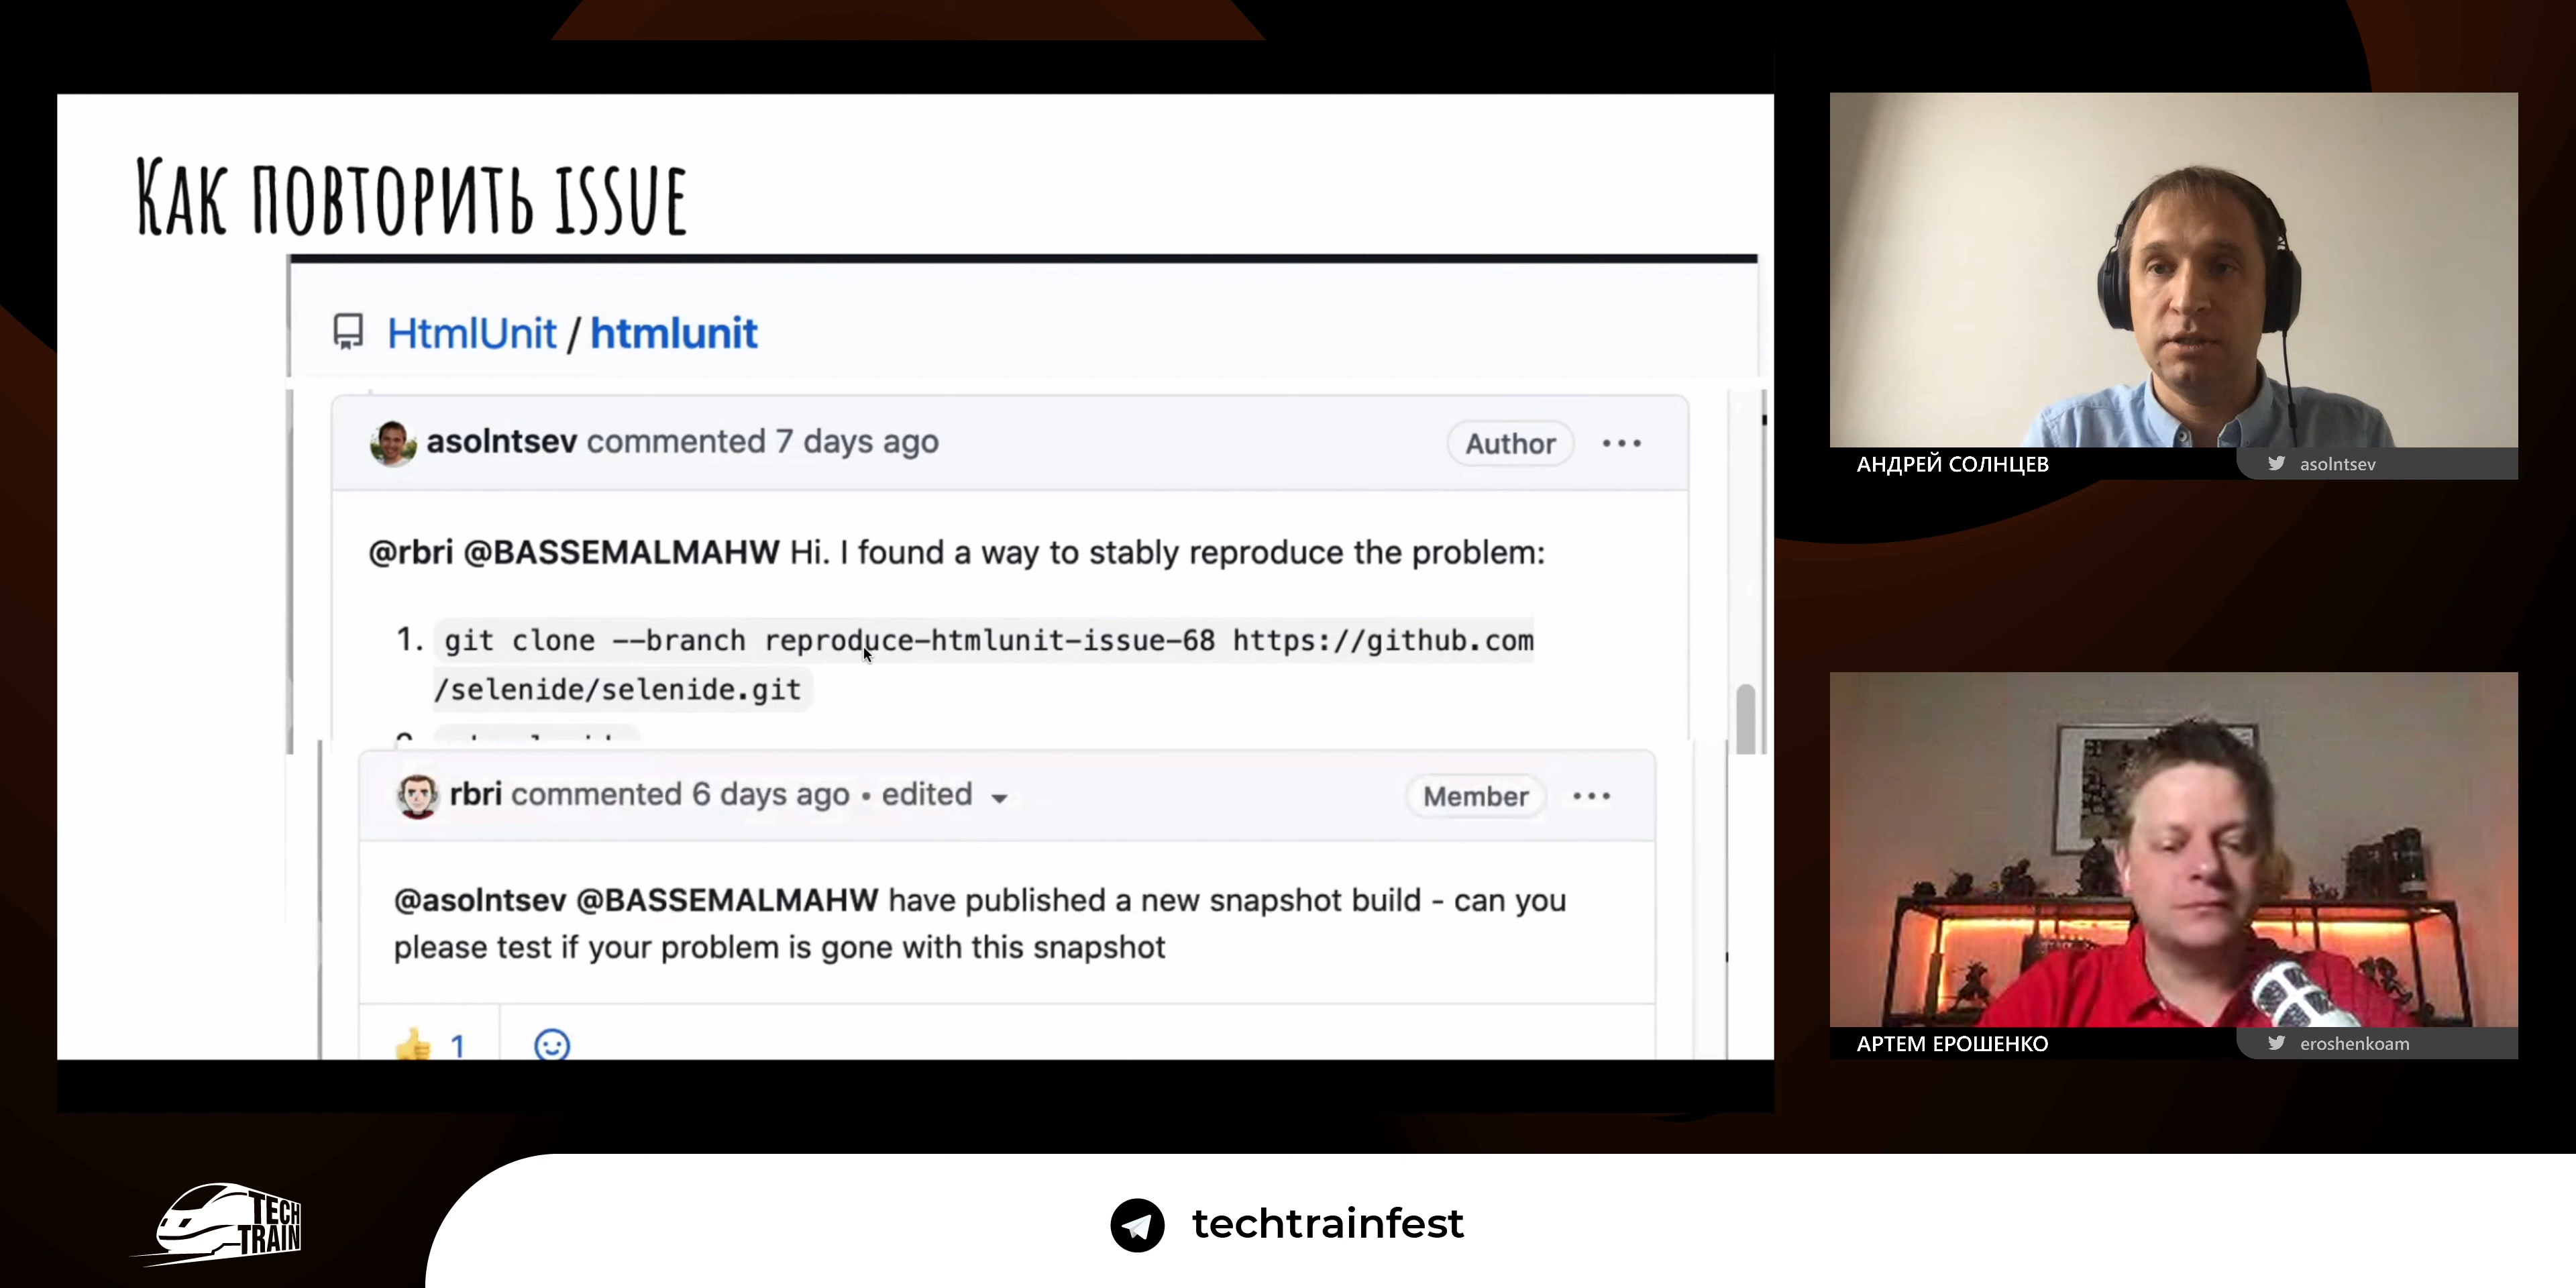 Как повторить issue
HtmlUnit / htmlunit
asolntsev commented 7 days ago
Author
@rbri @BASSEMALMAHW Hi. I found a way to stably reproduce the problem:
1. git clone --branch reproduce-htmlunit-issue-68 https://github.com
/selenide/selenide.git
rbri commented 6 days ago • edited
Member
@asolntsev @BASSEMALMAHW have published a new snapshot build - can you
please test if your problem is gone with this snapshot
1
АНДРЕЙ СОЛНЦЕВ
asolntsev
АРТЕМ ЕРОШЕНКО
eroshenkoam
TECH
TRAIN
techtrainfest